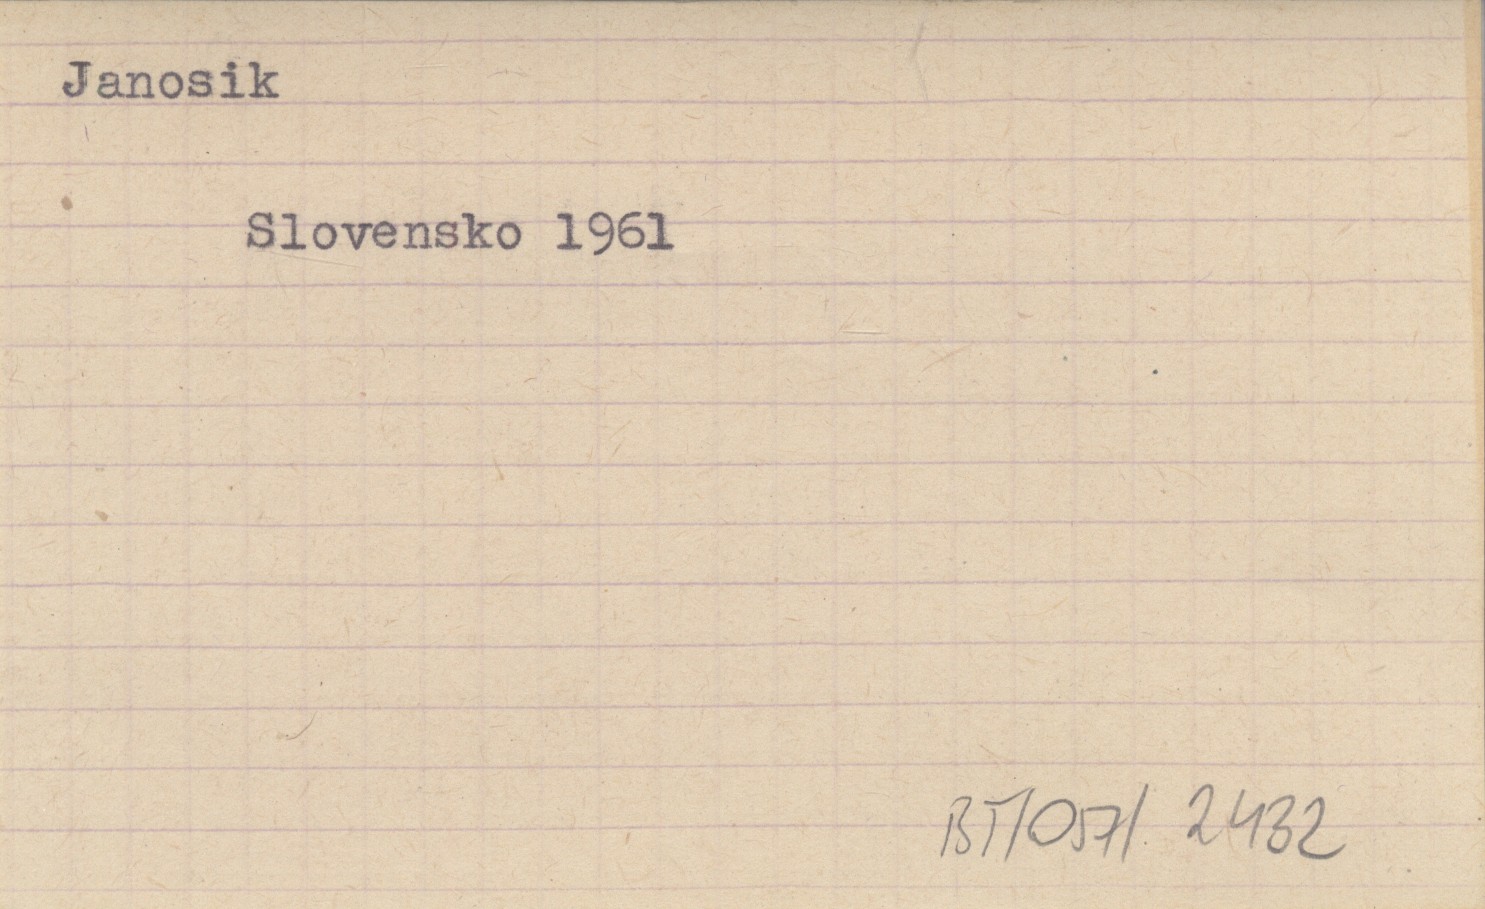 Janosik
Slovensko 1961
BT/057/ 2432